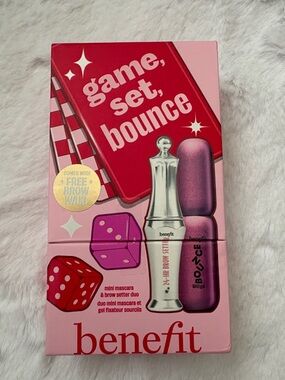 game,
set,
bounce
COMES WITH
FREE
BROW
WAX!
benefit
24-HR BROW SETTER
BOUNCE
mini mascara
& brow setter duo
duo mini mascara et
gel fixateur sourcils
benefit